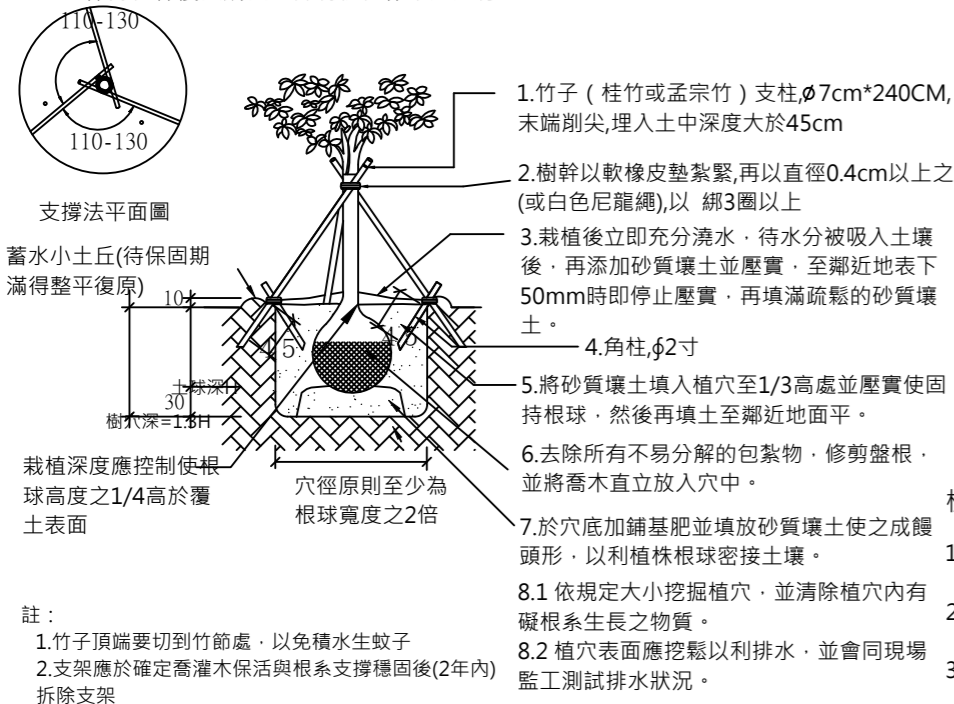 110-130
110-130
支撐法平面圖
蓄水小土丘(待保固期
滿得整平復原)
10
土球深H
30
樹穴深=1.3H
45
45
栽植深度應控制使根
球高度之1/4高於覆
土表面
穴徑原則至少為
根球寬度之2倍
1.竹子（桂竹或孟宗竹）支柱,φ7cm*240CM,
末端削尖,埋入土中深度大於45cm
2.樹幹以軟橡皮墊紮緊,再以直徑0.4cm以上之
(或白色尼龍繩),以 綁3圈以上
3.栽植後立即充分澆水，待水分被吸入土壤
後，再添加砂質壤土並壓實，至鄰近地表下
50mm時即停止壓實，再填滿疏鬆的砂質壤
土。
4.角柱,∮2寸
5.將砂質壤土填入植穴至1/3高處並壓實使固
持根球，然後再填土至鄰近地面平。
6.去除所有不易分解的包紮物，修剪盤根，
並將喬木直立放入穴中。
7.於穴底加鋪基肥並填放砂質壤土使之成饅
頭形，以利植株根球密接土壤。
8.1 依規定大小挖掘植穴，並清除植穴內有
礙根系生長之物質。
8.2 植穴表面應挖鬆以利排水，並會同現場
監工測試排水狀況。
註：
1.竹子頂端要切到竹節處，以免積水生蚊子
2.支架應於確定喬灌木保活與根系支撐穩固後(2年內)
拆除支架
1
2
3